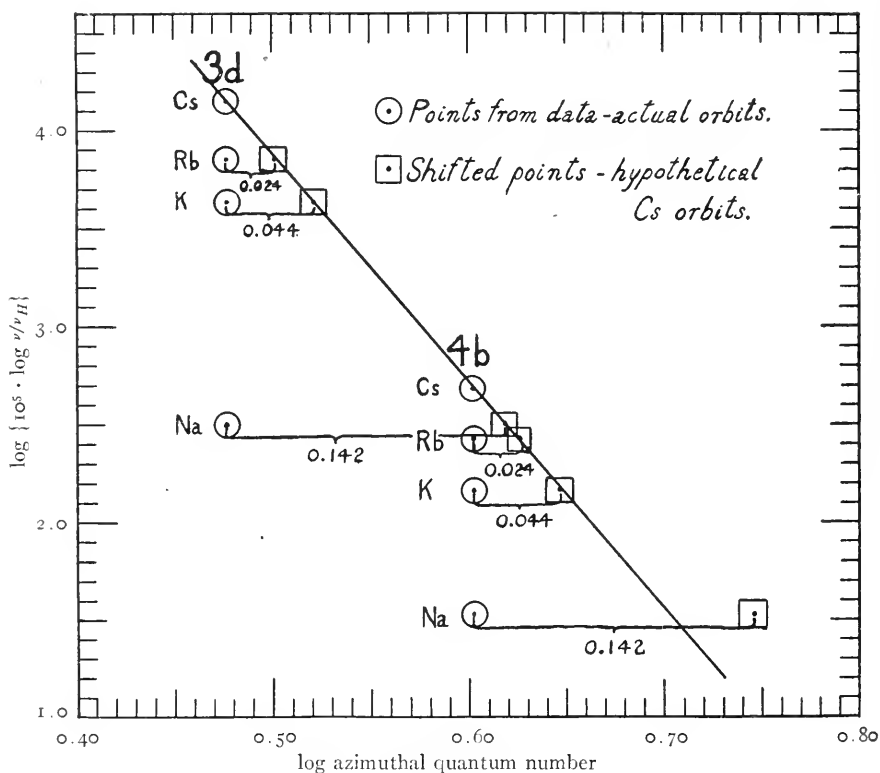 3d
Cs
⊙ Points from data-actual orbits.
4.0
Rb
0.024
⊡ Shifted points - hypothetical
Cs orbits.
K
0.044
log {10⁵ · log ν/ν_H}
3.0
4b
Cs
Na
0.142
Rb
0.024
K
0.044
2.0
Na
0.142
1.0
0.40
0.50
0.60
0.70
0.80
log azimuthal quantum number